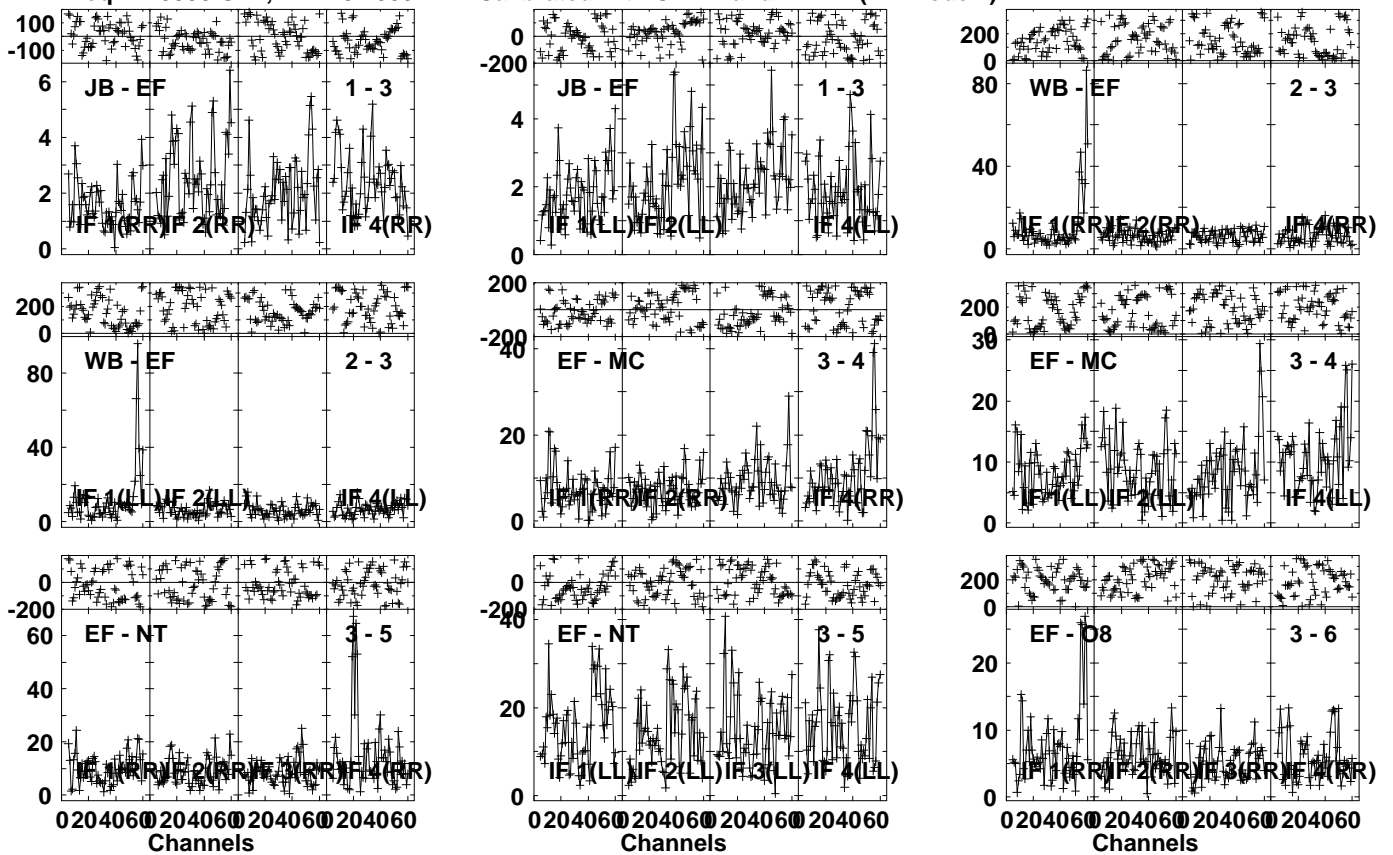 100
0
-100
JB - EF
1 - 3
6
4
2
0
IF 1(RR)
IF 2(RR)
IF 4(RR)
0
-200
JB - EF
1 - 3
4
2
0
IF 1(LL)
IF 2(LL)
IF 4(LL)
200
0
WB - EF
2 - 3
80
40
0
IF 1(RR)
IF 2(RR)
IF 4(RR)
200
0
WB - EF
2 - 3
80
40
0
IF 1(LL)
IF 2(LL)
IF 4(LL)
200
-200
EF - MC
3 - 4
40
20
0
IF 1(RR)
IF 2(RR)
IF 4(RR)
200
0
EF - MC
3 - 4
30
20
10
0
IF 1(LL)
IF 2(LL)
IF 4(LL)
0
-200
EF - NT
3 - 5
60
40
20
0
IF 1(RR)
IF 2(RR)
IF 3(RR)
IF 4(RR)
0 20 40 60 0 20 40 60 0 20 40 60 0 20 40 60
Channels
0
-200
EF - NT
3 - 5
40
20
0
IF 1(LL)
IF 2(LL)
IF 3(LL)
IF 4(LL)
0 20 40 60 0 20 40 60 0 20 40 60 0 20 40 60
Channels
200
0
EF - O8
3 - 6
20
10
0
IF 1(RR)
IF 2(RR)
IF 3(RR)
IF 4(RR)
0 20 40 60 0 20 40 60 0 20 40 60 0 20 40 60
Channels